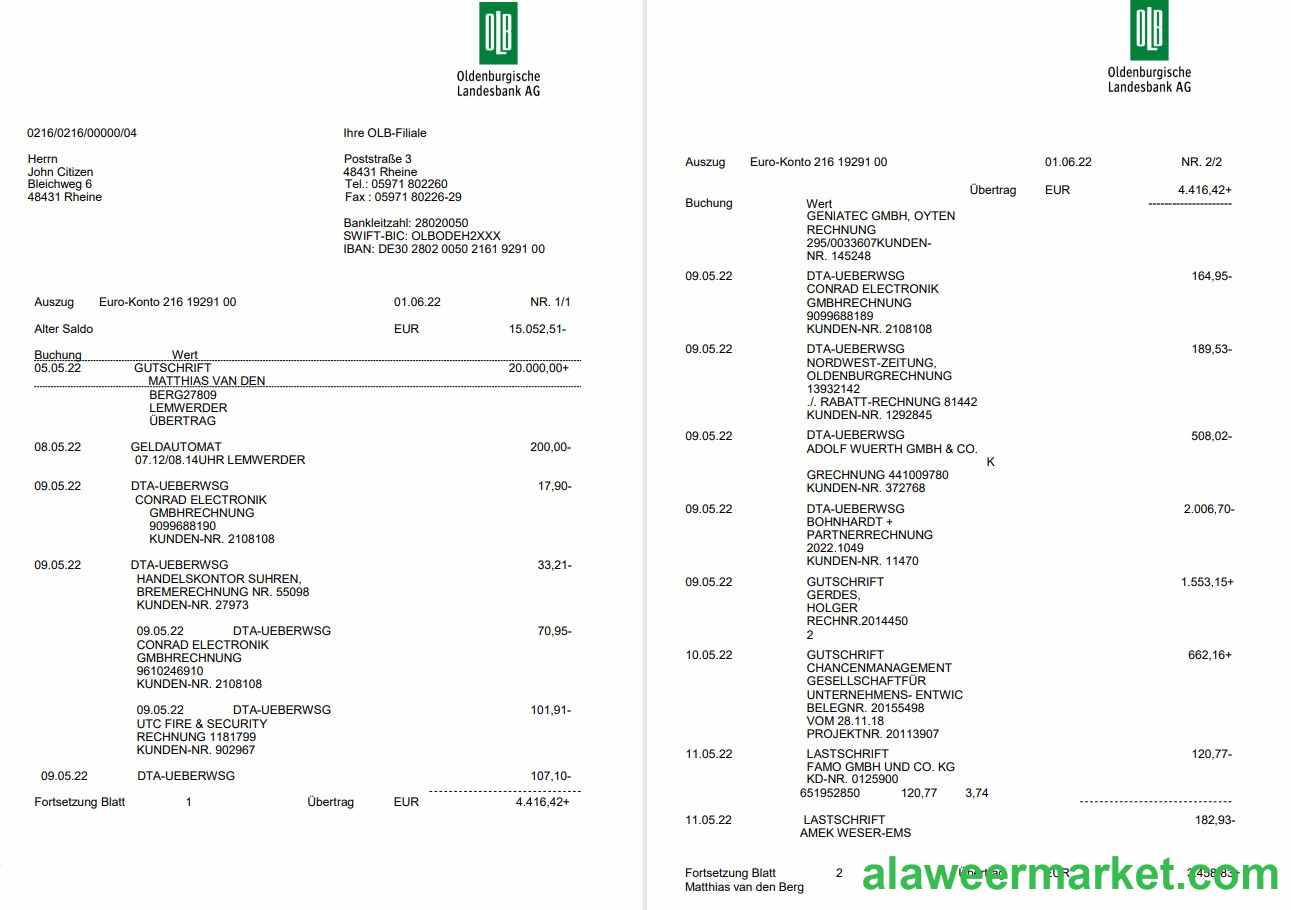 OLB
Oldenburgische
Landesbank AG
0216/0216/00000/04
Ihre OLB-Filiale
Herrn
John Citizen
Bleichweg 6
48431 Rheine
Poststraße 3
48431 Rheine
Tel.: 05971 802260
Fax : 05971 80226-29
Bankleitzahl: 28020050
SWIFT-BIC: OLBODEH2XXX
IBAN: DE30 2802 0050 2161 9291 00
Auszug Euro-Konto 216 19291 00 01.06.22 NR. 1/1
Alter Saldo EUR 15.052,51-
Buchung Wert
05.05.22 GUTSCHRIFT 20.000,00+
MATTHIAS VAN DEN
BERG27809
LEMWERDER
ÜBERTRAG
08.05.22 GELDAUTOMAT 200,00-
07.12/08.14UHR LEMWERDER
09.05.22 DTA-UEBERWSG 17,90-
CONRAD ELECTRONIK
GMBHRECHNUNG
9099688190
KUNDEN-NR. 2108108
09.05.22 DTA-UEBERWSG 33,21-
HANDELSKONTOR SUHREN,
BREMERECHNUNG NR. 55098
KUNDEN-NR. 27973
09.05.22 DTA-UEBERWSG 70,95-
CONRAD ELECTRONIK
GMBHRECHNUNG
9610246910
KUNDEN-NR. 2108108
09.05.22 DTA-UEBERWSG 101,91-
UTC FIRE & SECURITY
RECHNUNG 1181799
KUNDEN-NR. 902967
09.05.22 DTA-UEBERWSG 107,10-
Fortsetzung Blatt 1 Übertrag EUR 4.416,42+
OLB
Oldenburgische
Landesbank AG
Auszug Euro-Konto 216 19291 00 01.06.22 NR. 2/2
Übertrag EUR 4.416,42+
Buchung Wert
GENIATEC GMBH, OYTEN
RECHNUNG
295/0033607KUNDEN-
NR. 145248
09.05.22 DTA-UEBERWSG 164,95-
CONRAD ELECTRONIK
GMBHRECHNUNG
9099688189
KUNDEN-NR. 2108108
09.05.22 DTA-UEBERWSG 189,53-
NORDWEST-ZEITUNG,
OLDENBURGRECHNUNG
13932142
./. RABATT-RECHNUNG 81442
KUNDEN-NR. 1292845
09.05.22 DTA-UEBERWSG 508,02-
ADOLF WUERTH GMBH & CO.
K
GRECHNUNG 441009780
KUNDEN-NR. 372768
09.05.22 DTA-UEBERWSG 2.006,70-
BOHNHARDT +
PARTNERRECHNUNG
2022.1049
KUNDEN-NR. 11470
09.05.22 GUTSCHRIFT 1.553,15+
GERDES,
HOLGER
RECHNR.2014450
2
10.05.22 GUTSCHRIFT 662,16+
CHANCENMANAGEMENT
GESELLSCHAFTFÜR
UNTERNEHMENS- ENTWIC
BELEGNR. 20155498
VOM 28.11.18
PROJEKTNR. 20113907
11.05.22 LASTSCHRIFT 120,77-
FAMO GMBH UND CO. KG
KD-NR. 0125900
651952850 120,77 3,74
11.05.22 LASTSCHRIFT 182,93-
AMEK WESER-EMS
Fortsetzung Blatt 2 Übertrag EUR
Matthias van den Berg
alaweermarket.com